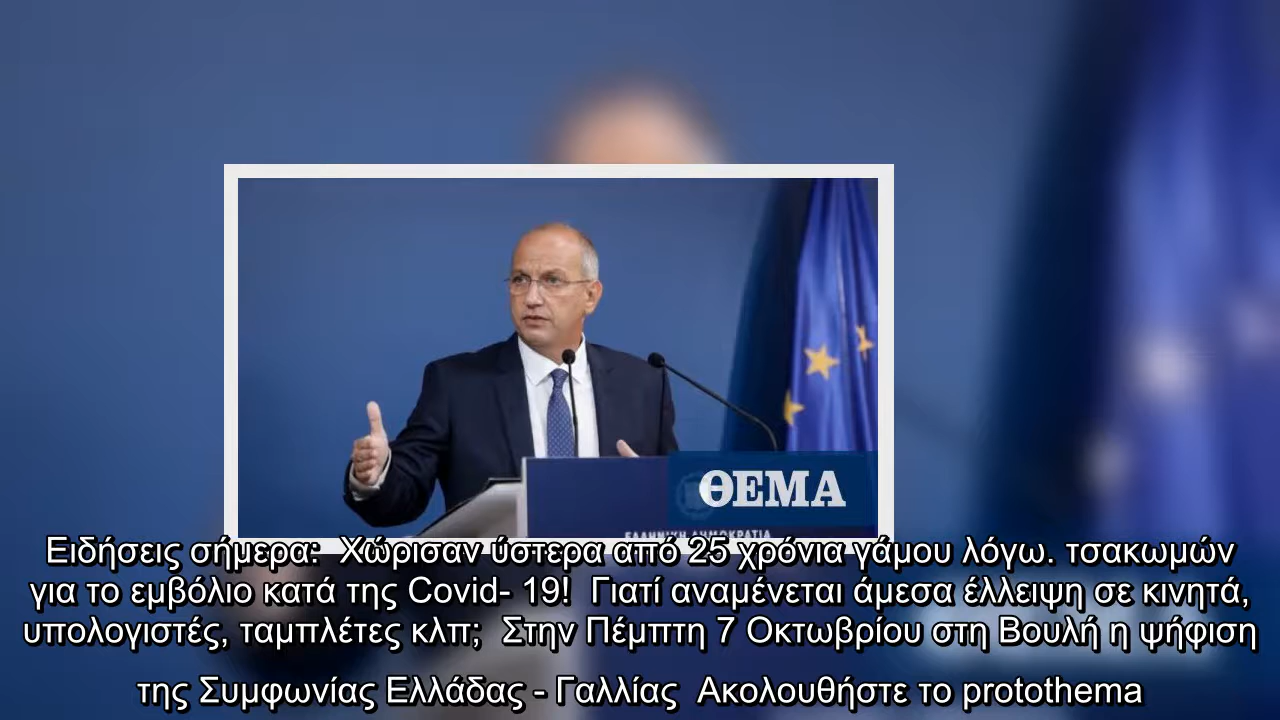 ΘΕΜΑ
ΕΛΛΗΝΙΚΗ ΔΗΜΟΚΡΑΤΙΑ
Ειδήσεις σήμερα: Χώρισαν ύστερα από 25 χρόνια γάμου λόγω. τσακωμών
για το εμβόλιο κατά της Covid- 19! Γιατί αναμένεται άμεσα έλλειψη σε κινητά,
υπολογιστές, ταμπλέτες κλπ; Στην Πέμπτη 7 Οκτωβρίου στη Βουλή η ψήφιση
της Συμφωνίας Ελλάδας - Γαλλίας Ακολουθήστε το protothema